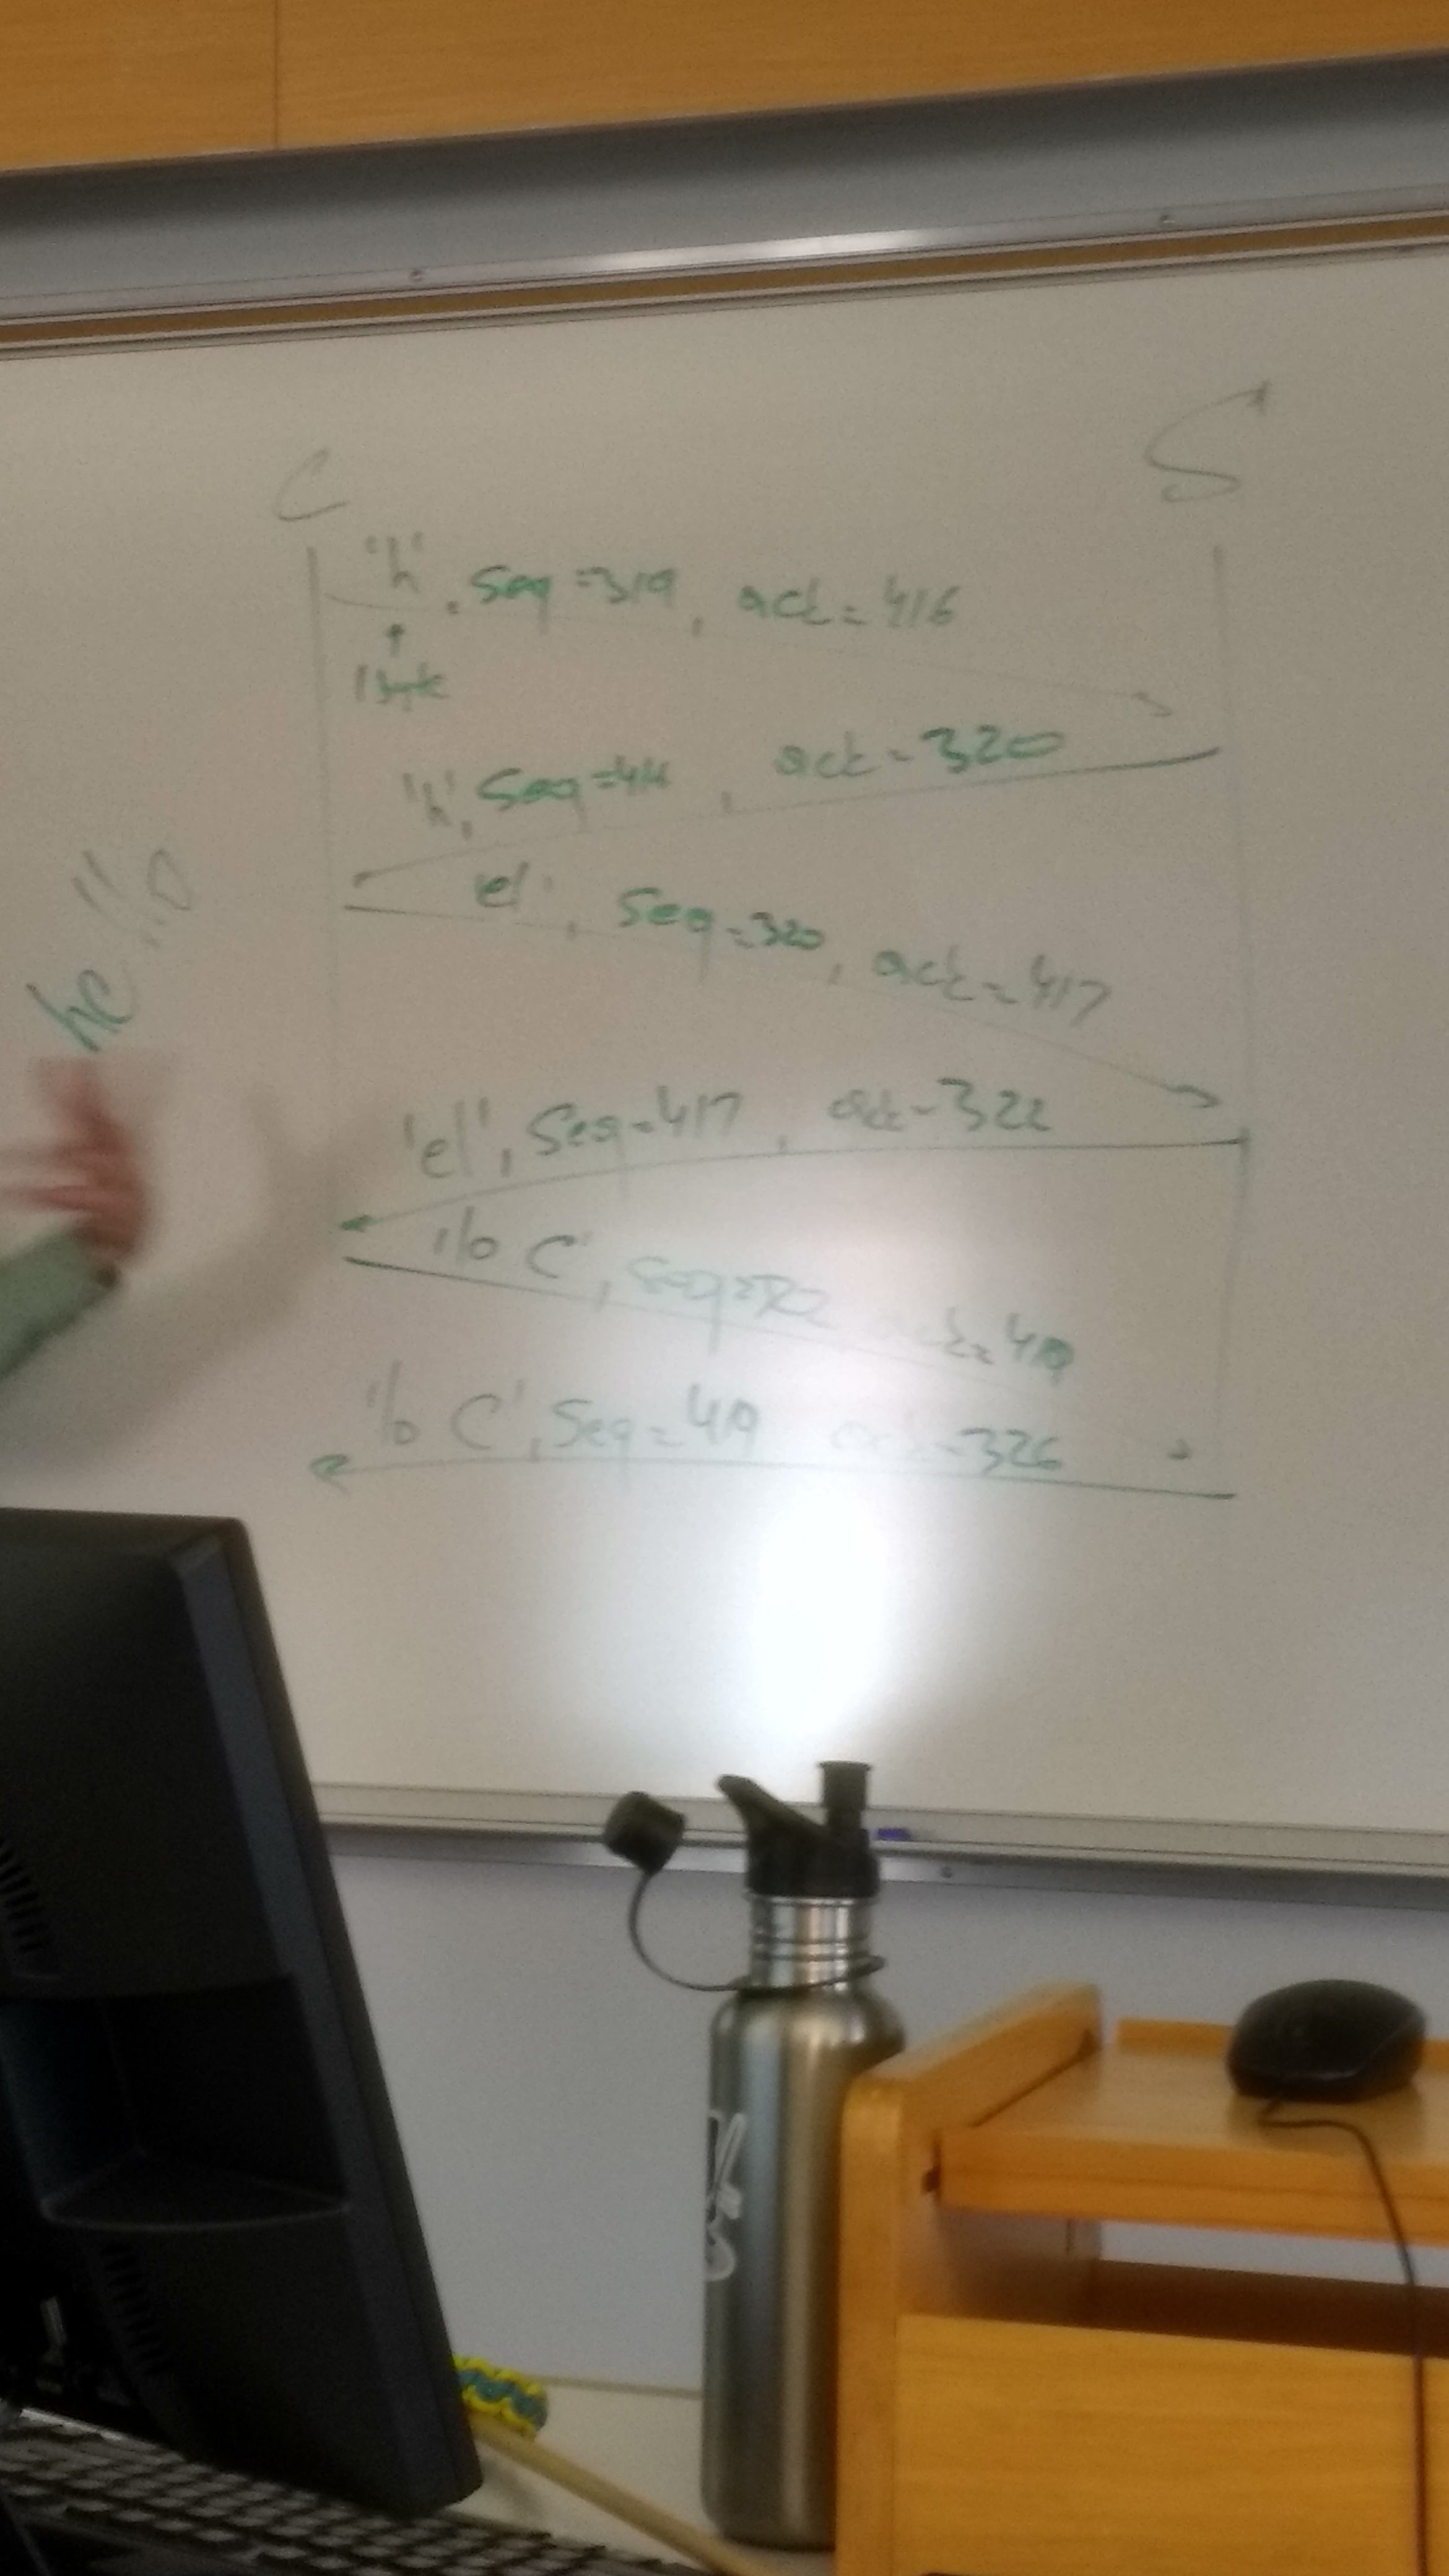 C S
'h', Seq=319, ack=416
1 byte
'h', Seq=416, ack=320
'el', Seq=320, ack=417
hello
'el', Seq=417, ack=322
'lo C', Seq=322 ack=419
'lo C', Seq=419 ack=326